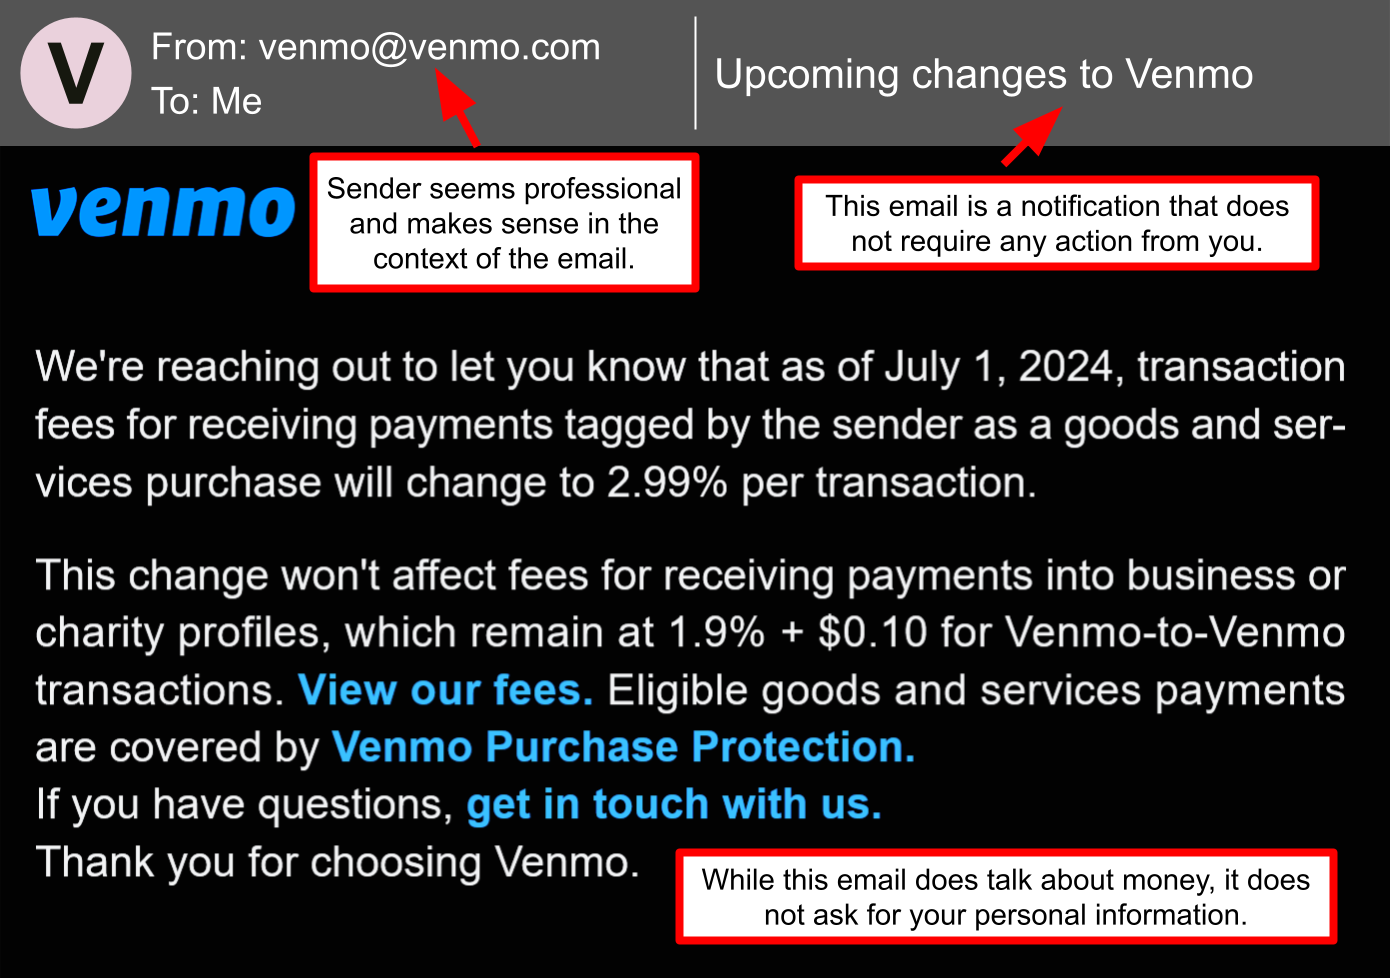 V
From: venmo@venmo.com
To: Me
Upcoming changes to Venmo
venmo
Sender seems professional
and makes sense in the
context of the email.
This email is a notification that does
not require any action from you.
We're reaching out to let you know that as of July 1, 2024, transaction
fees for receiving payments tagged by the sender as a goods and ser-
vices purchase will change to 2.99% per transaction.
This change won't affect fees for receiving payments into business or
charity profiles, which remain at 1.9% + $0.10 for Venmo-to-Venmo
transactions. View our fees. Eligible goods and services payments
are covered by Venmo Purchase Protection.
If you have questions, get in touch with us.
Thank you for choosing Venmo.
While this email does talk about money, it does
not ask for your personal information.